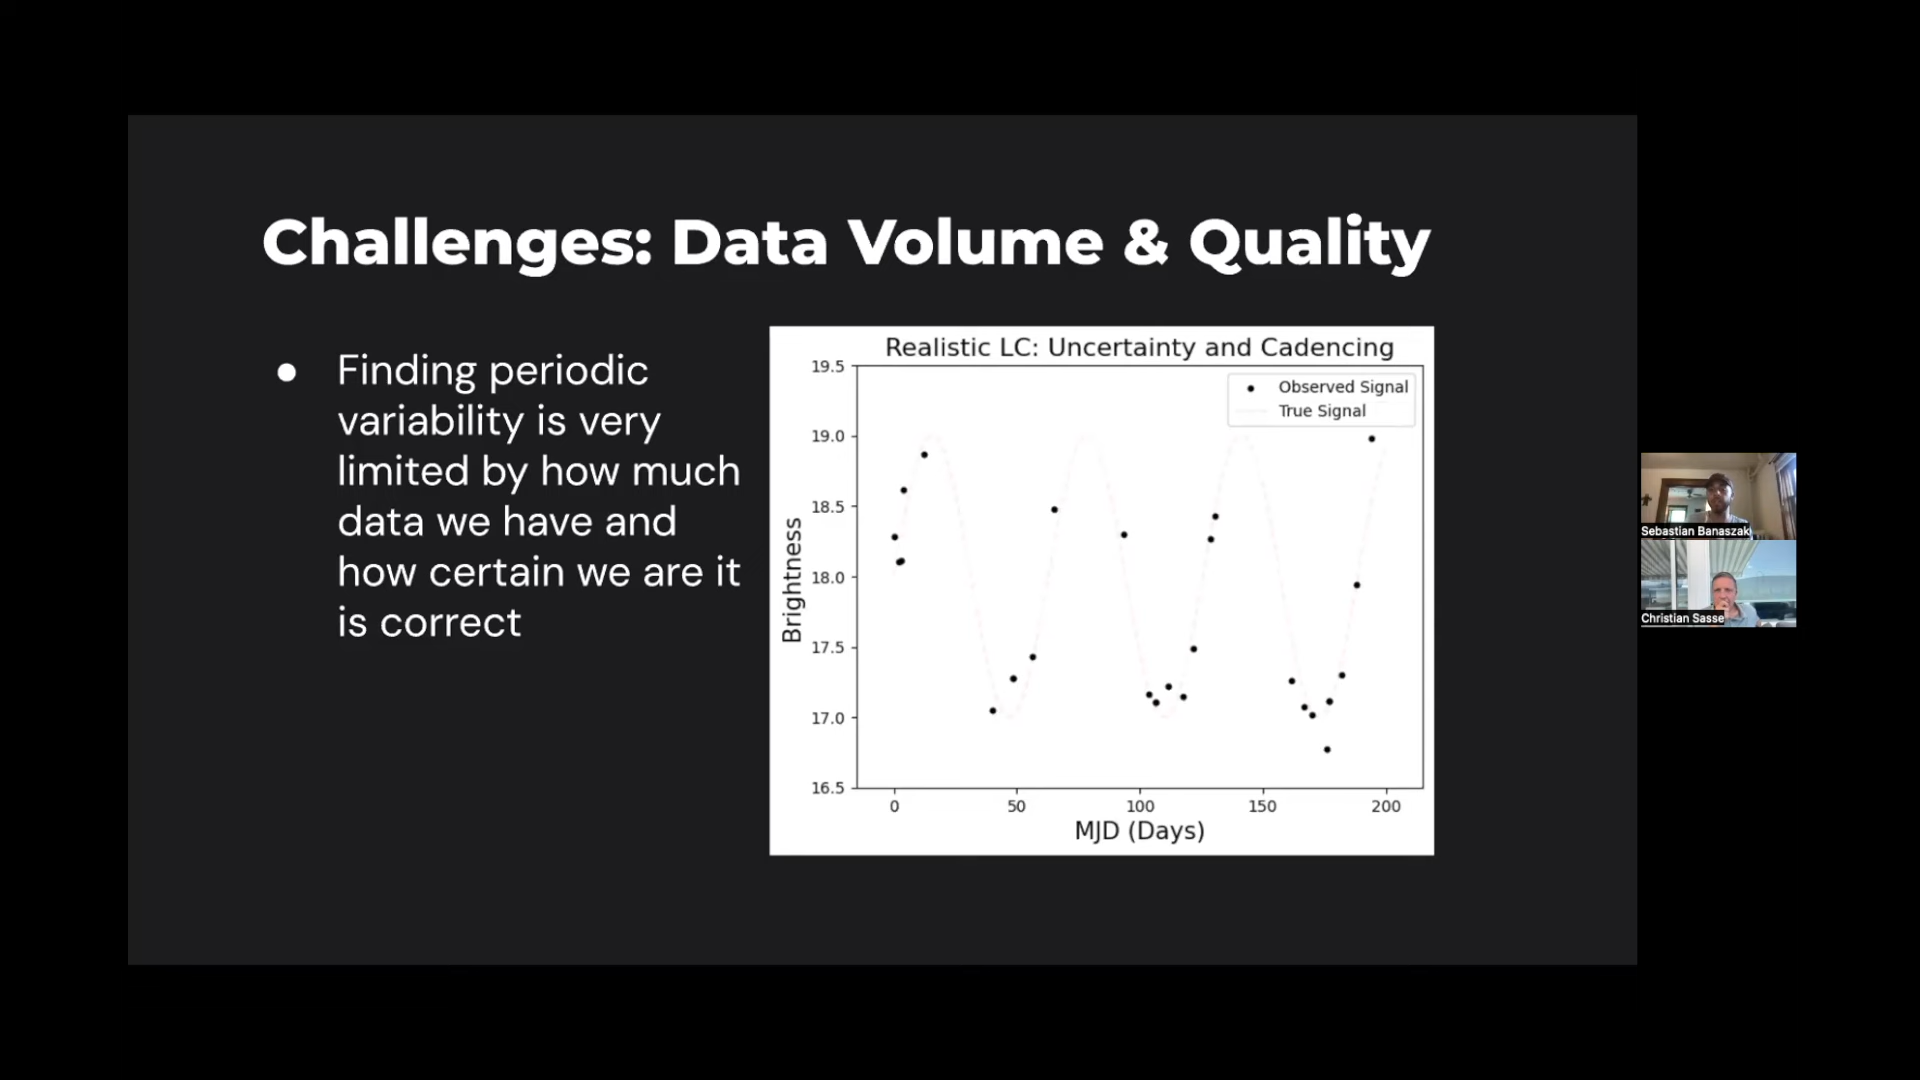 Challenges: Data Volume & Quality
● Finding periodic
variability is very
limited by how much
data we have and
how certain we are it
is correct
Realistic LC: Uncertainty and Cadencing
Observed Signal
True Signal
Brightness
19.5
19.0
18.5
18.0
17.5
17.0
16.5
0 50 100 150 200
MJD (Days)
Sebastian Banaszak
Christian Sasse